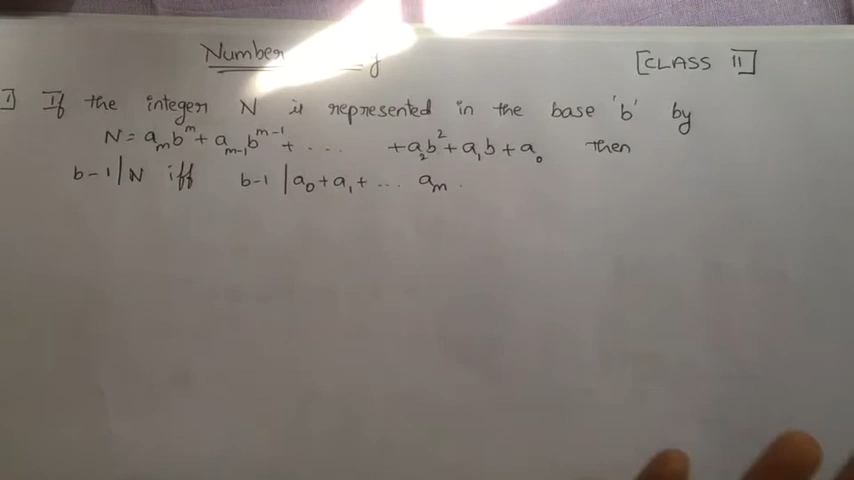 Number
[CLASS 11]
1] If the integer N is represented in the base 'b' by
N = a_m b^m + a_{m-1} b^{m-1} + . . . . + a_2 b^2 + a_1 b + a_0 then
b-1 | N iff b-1 | a_0 + a_1 + ... a_m .